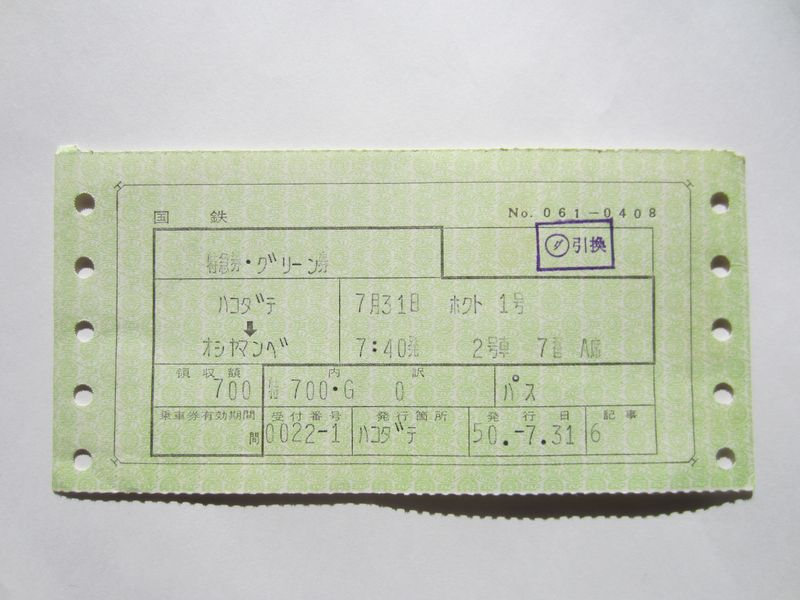 国鉄 No. 061-0408
ダ引換
特急券・グリーン券
ハコダテ 7月31日 ホクト 1号
➡
オシヤマンベ 7:40発 2号車 7番 A席
領収額 内訳
700 特 700・G 0 パス
乗車券有効期間 受付番号 発行箇所 発行日 記事
間 0022-1 ハコダテ 50.-7.31 6